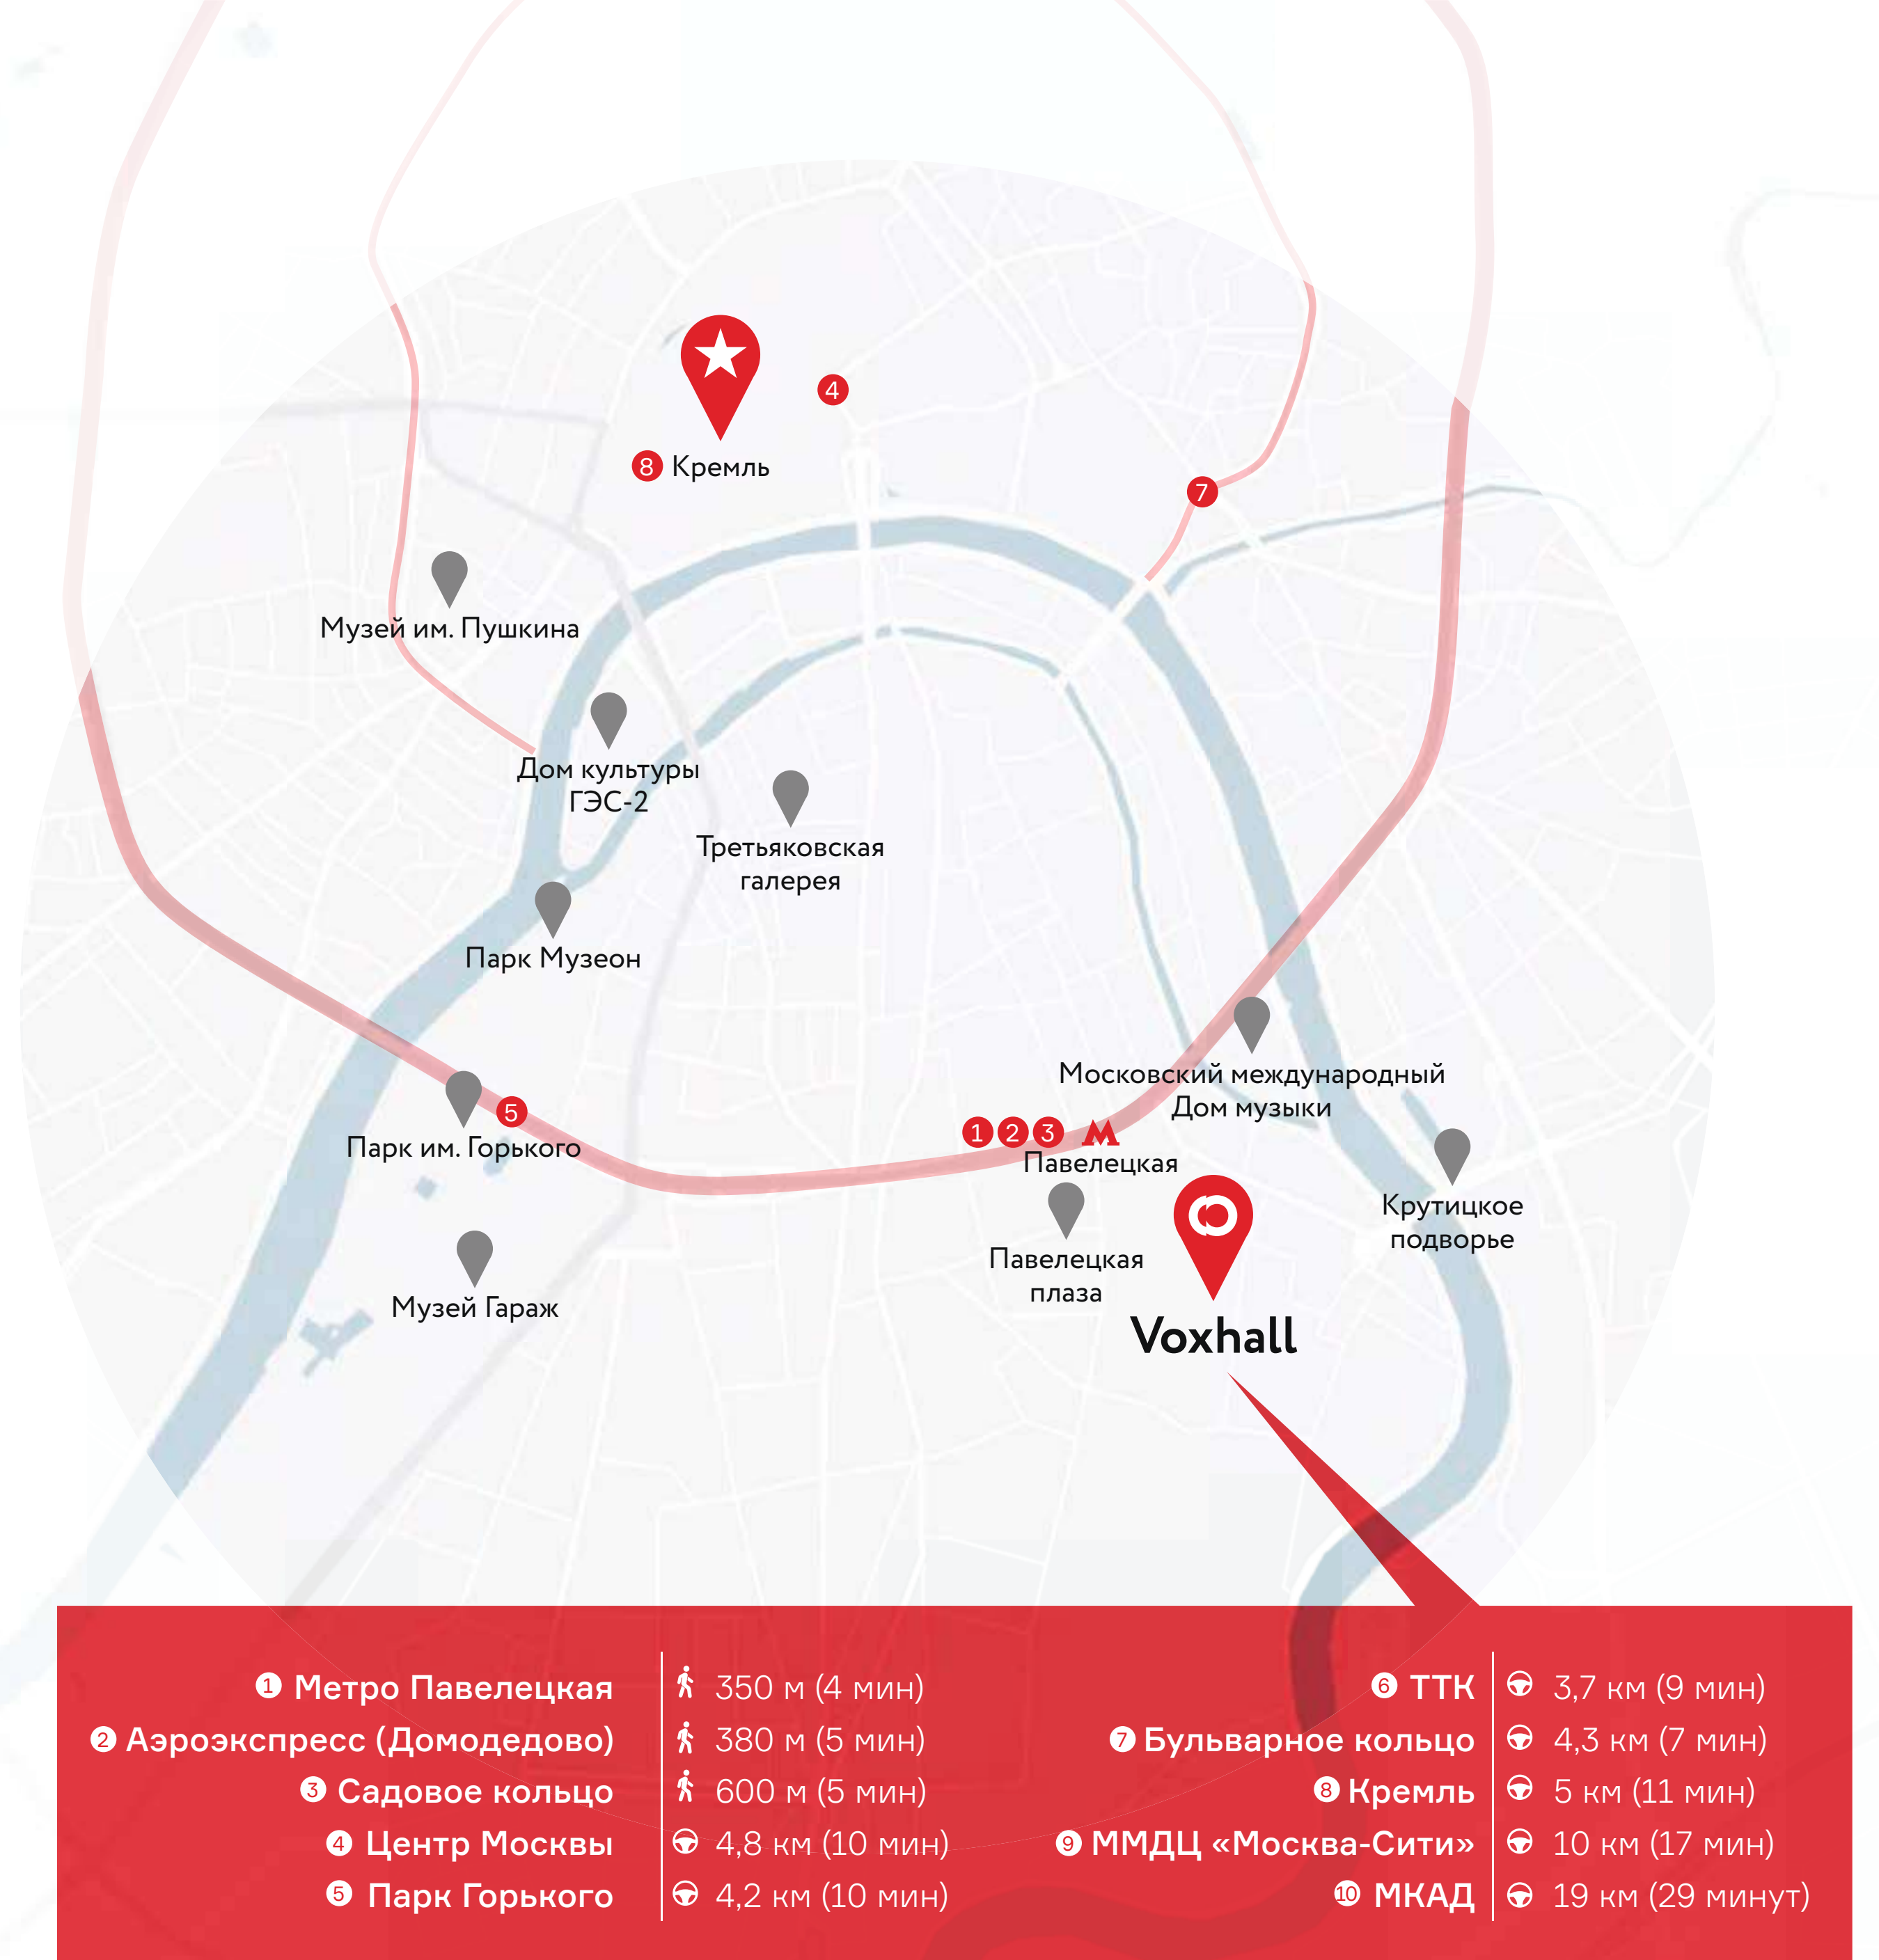 4
8 Кремль
7
Музей им. Пушкина
Дом культуры
ГЭС-2
Третьяковская
галерея
Парк Музеон
Московский международный
Дом музыки
5
Парк им. Горького
1 2 3
Павелецкая
Крутицкое
подворье
Павелецкая
плаза
Музей Гараж
Voxhall
1 Метро Павелецкая 350 м (4 мин)
2 Аэроэкспресс (Домодедово) 380 м (5 мин)
3 Садовое кольцо 600 м (5 мин)
4 Центр Москвы 4,8 км (10 мин)
5 Парк Горького 4,2 км (10 мин)
6 ТТК 3,7 км (9 мин)
7 Бульварное кольцо 4,3 км (7 мин)
8 Кремль 5 км (11 мин)
9 ММДЦ «Москва-Сити» 10 км (17 мин)
10 МКАД 19 км (29 минут)